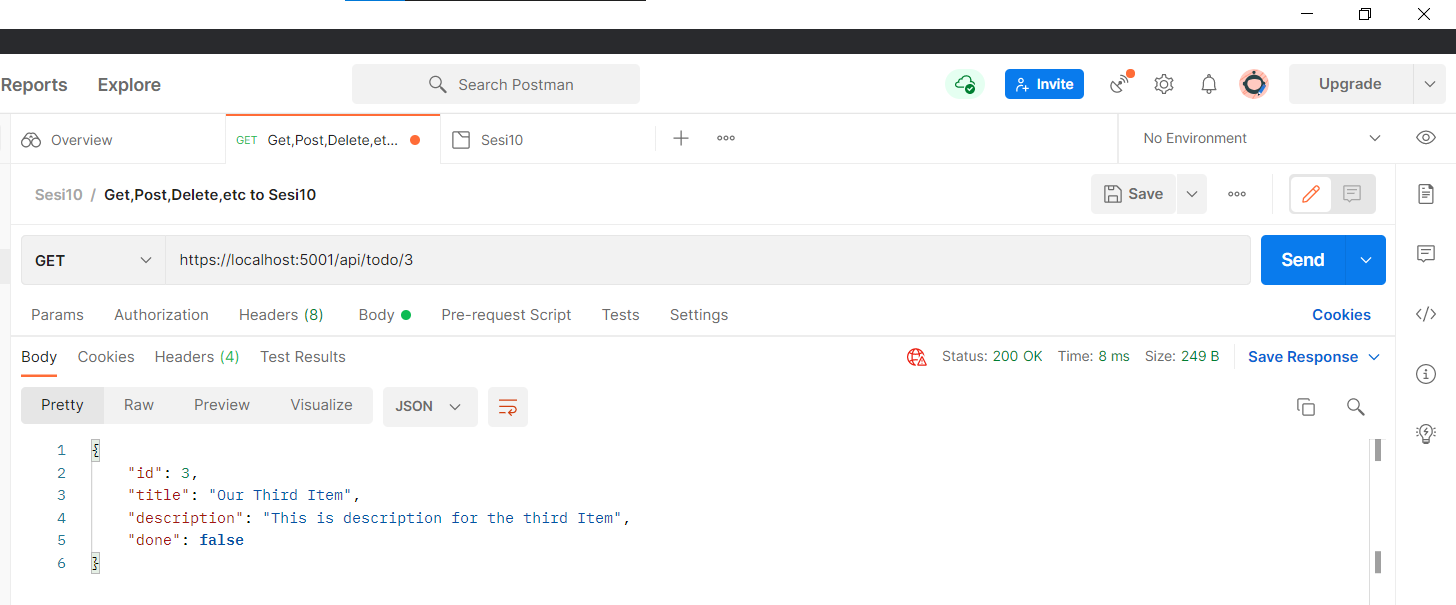 Reports Explore Search Postman Invite Upgrade
Overview GET Get,Post,Delete,et... Sesi10 No Environment
Sesi10 / Get,Post,Delete,etc to Sesi10 Save
GET https://localhost:5001/api/todo/3 Send
Params Authorization Headers (8) Body Pre-request Script Tests Settings Cookies
Body Cookies Headers (4) Test Results Status: 200 OK Time: 8 ms Size: 249 B Save Response
Pretty Raw Preview Visualize JSON
1 {
2 "id": 3,
3 "title": "Our Third Item",
4 "description": "This is description for the third Item",
5 "done": false
6 }